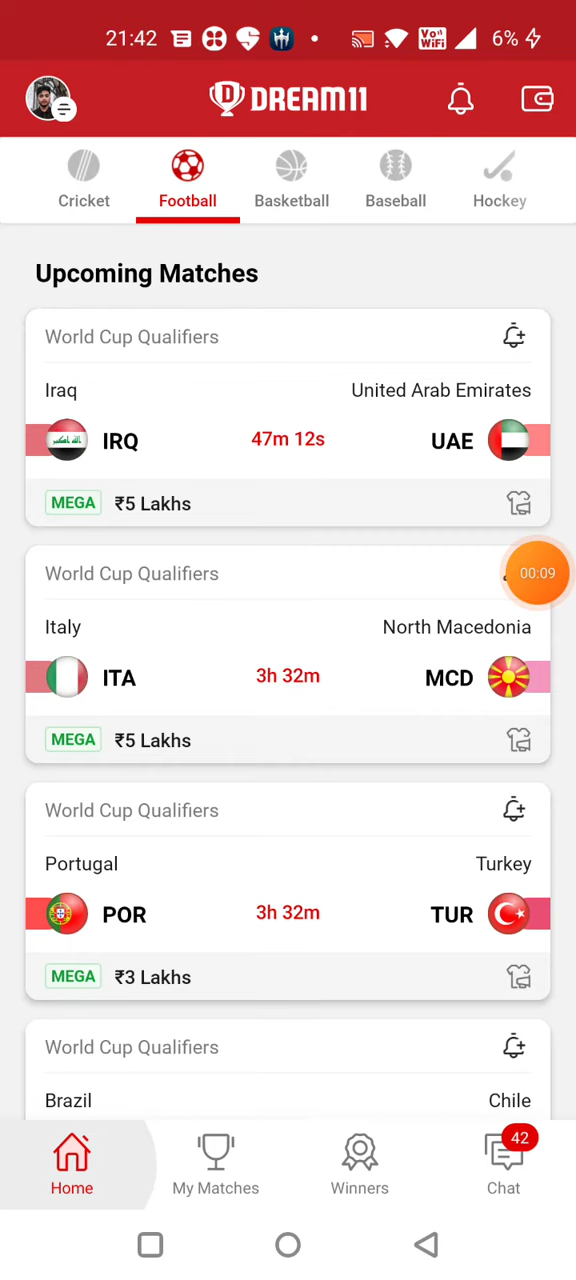 21:42 Vo)) WiFi 6%
DREAM11
Cricket Football Basketball Baseball Hockey
Upcoming Matches
World Cup Qualifiers
Iraq United Arab Emirates
IRQ 47m 12s UAE
MEGA ₹5 Lakhs
World Cup Qualifiers
00:09
Italy North Macedonia
ITA 3h 32m MCD
MEGA ₹5 Lakhs
World Cup Qualifiers
Portugal Turkey
POR 3h 32m TUR
MEGA ₹3 Lakhs
World Cup Qualifiers
Brazil Chile
42
Home My Matches Winners Chat